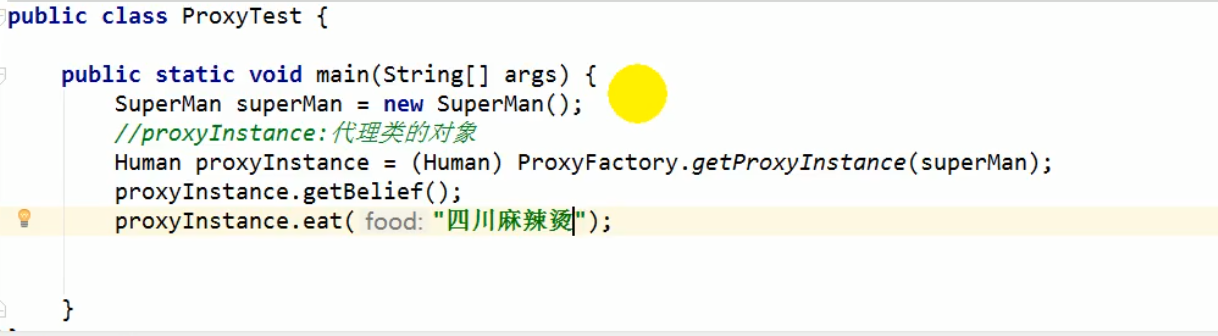 public class ProxyTest {
public static void main(String[] args) {
SuperMan superMan = new SuperMan();
//proxyInstance:代理类的对象
Human proxyInstance = (Human) ProxyFactory.getProxyInstance(superMan);
proxyInstance.getBelief();
proxyInstance.eat( food: "四川麻辣烫");
}